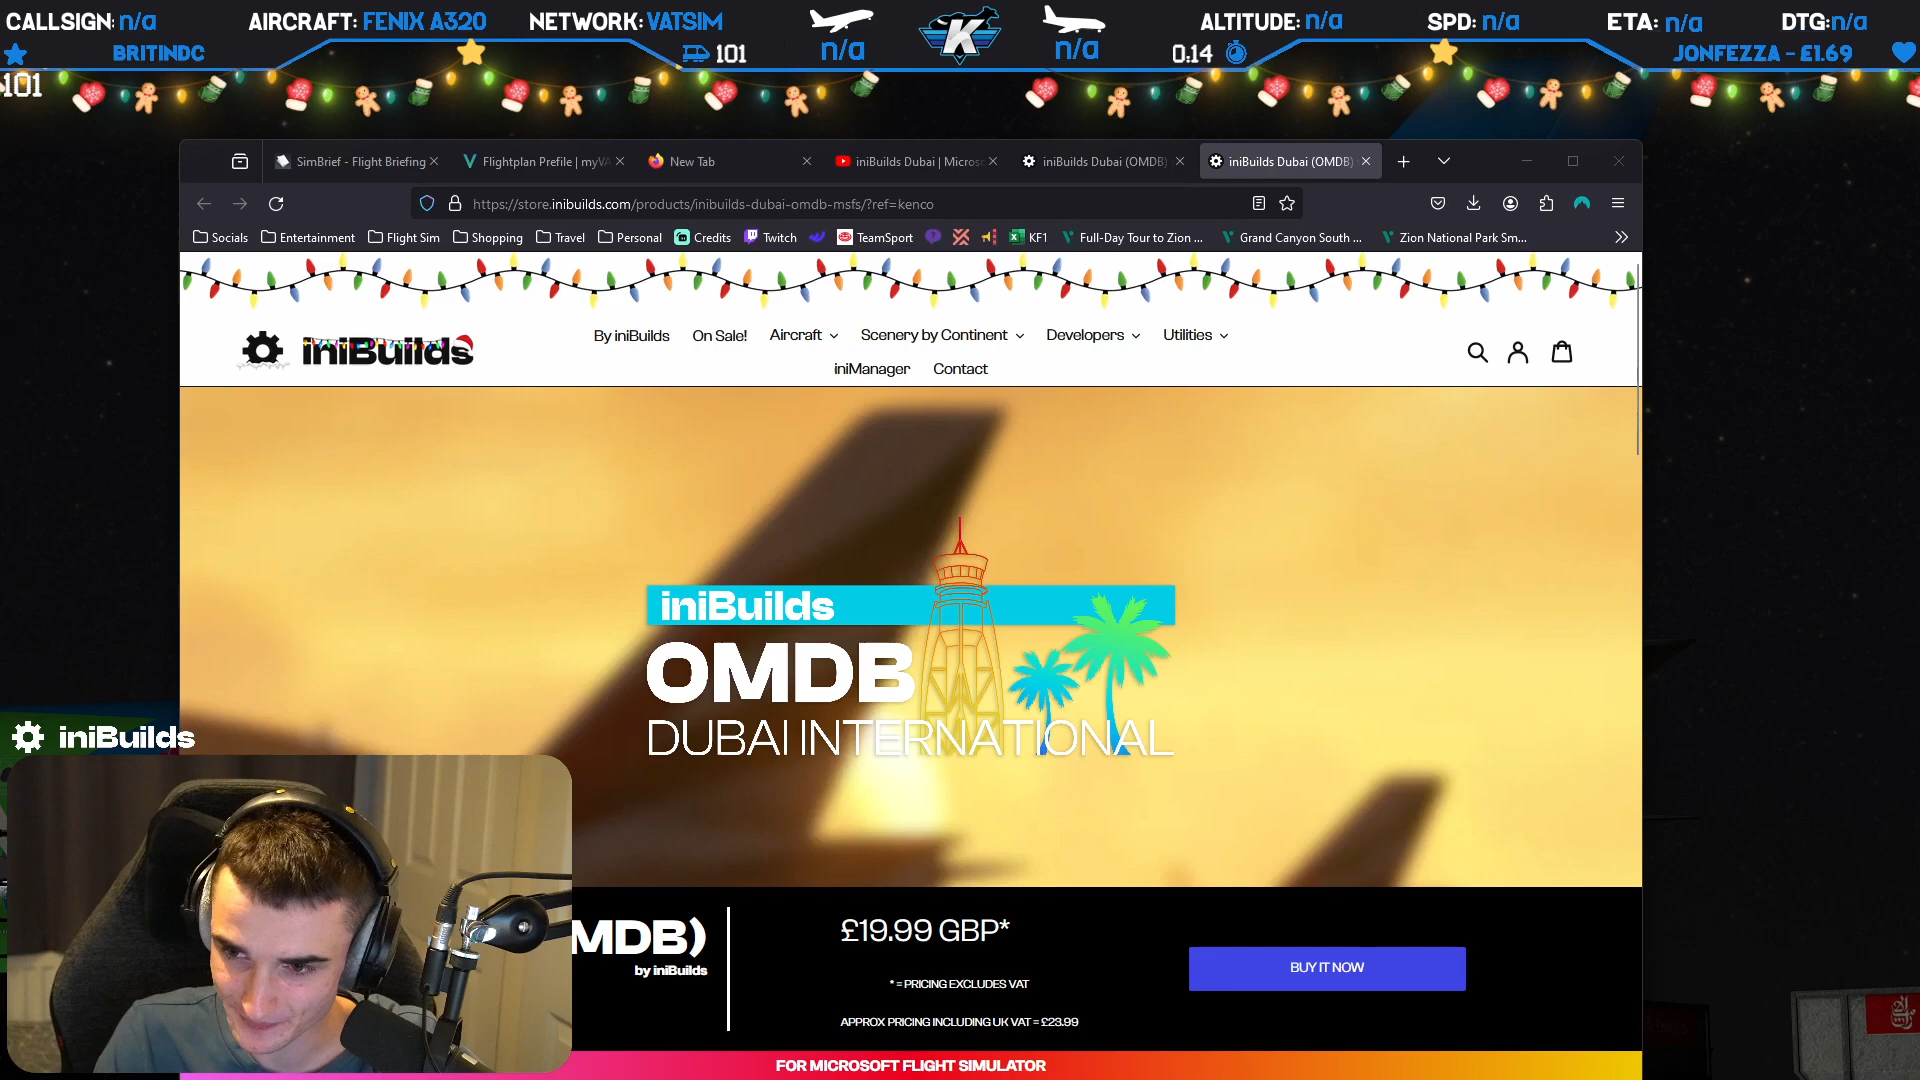 CALLSIGN: n/a
AIRCRAFT: FENIX A320
NETWORK: VATSIM
n/a
K
n/a
ALTITUDE: n/a
SPD: n/a
ETA: n/a
DTG:n/a
BRITINDC
101
0:14
JONFEZZA - £1.69
101
SimBrief - Flight Briefing
Flightplan Prefile | myVA
New Tab
iniBuilds Dubai | Micros
iniBuilds Dubai (OMDB)
iniBuilds Dubai (OMDB)
https://store.inibuilds.com/products/inibuilds-dubai-omdb-msfs/?ref=kenco
Socials
Entertainment
Flight Sim
Shopping
Travel
Personal
Credits
Twitch
TeamSport
KF1
Full-Day Tour to Zion ...
Grand Canyon South ...
Zion National Park Sm...
iniBuilds
By iniBuilds
On Sale!
Aircraft
Scenery by Continent
Developers
Utilities
iniManager
Contact
iniBuilds
OMDB
DUBAI INTERNATIONAL
iniBuilds
MDB)
by iniBuilds
£19.99 GBP*
* = PRICING EXCLUDES VAT
APPROX PRICING INCLUDING UK VAT = £23.99
BUY IT NOW
FOR MICROSOFT FLIGHT SIMULATOR